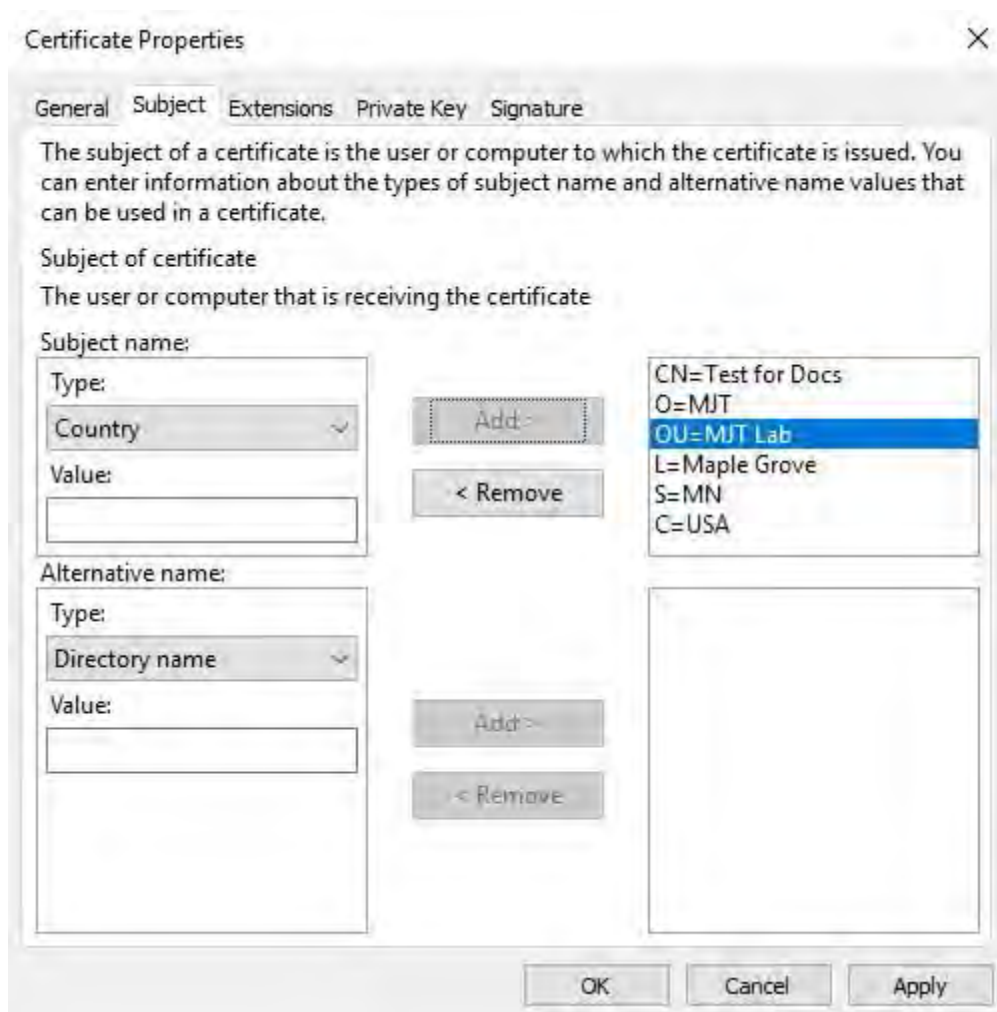 Certificate Properties
General Subject Extensions Private Key Signature
The subject of a certificate is the user or computer to which the certificate is issued. You
can enter information about the types of subject name and alternative name values that
can be used in a certificate.
Subject of certificate
The user or computer that is receiving the certificate
Subject name:
Type:
Country
Value:
Add >
< Remove
CN=Test for Docs
O=MJT
OU=MJT Lab
L=Maple Grove
S=MN
C=USA
Alternative name:
Type:
Directory name
Value:
Add >
< Remove
OK Cancel Apply